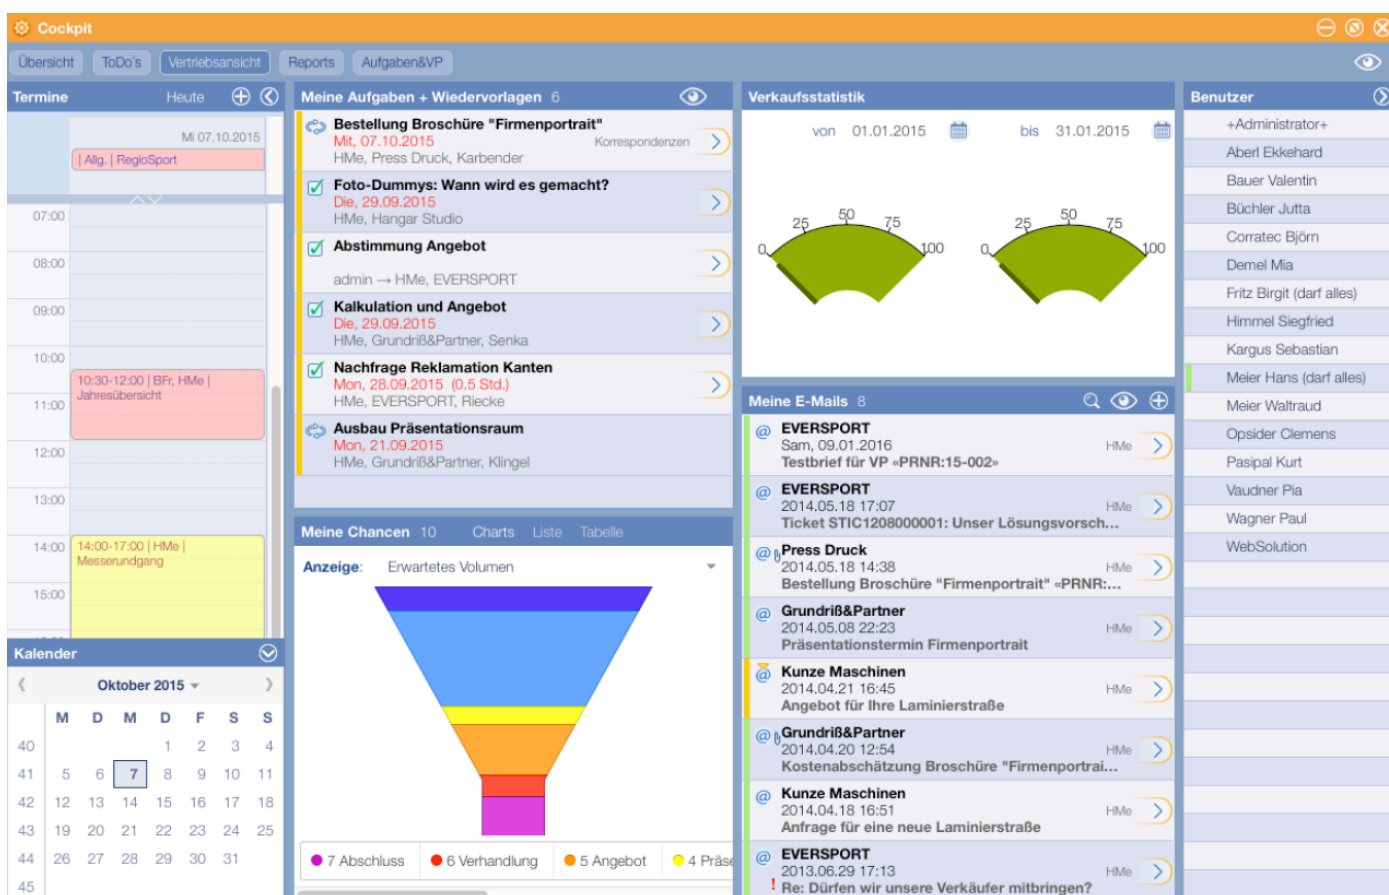 Cockpit
Übersicht ToDo´s Vertriebsansicht Reports Aufgaben&VP
Termine Heute
Mi 07.10.2015
| Allg. | RegioSport
07:00
08:00
09:00
10:00
10:30-12:00 | BFr, HMe |
Jahresübersicht
11:00
12:00
13:00
14:00 14:00-17:00 | HMe |
Messerundgang
15:00
Kalender
Oktober 2015
M D M D F S S
40 1 2 3 4
41 5 6 7 8 9 10 11
42 12 13 14 15 16 17 18
43 19 20 21 22 23 24 25
44 26 27 28 29 30 31
45
Meine Aufgaben + Wiedervorlagen 6
Bestellung Broschüre "Firmenportrait"
Mit, 07.10.2015 Korrespondenzen
HMe, Press Druck, Karbender
Foto-Dummys: Wann wird es gemacht?
Die, 29.09.2015
HMe, Hangar Studio
Abstimmung Angebot
admin → HMe, EVERSPORT
Kalkulation und Angebot
Die, 29.09.2015
HMe, Grundriß&Partner, Senka
Nachfrage Reklamation Kanten
Mon, 28.09.2015 (0.5 Std.)
HMe, EVERSPORT, Riecke
Ausbau Präsentationsraum
Mon, 21.09.2015
HMe, Grundriß&Partner, Klingel
Meine Chancen 10 Charts Liste Tabelle
Anzeige: Erwartetes Volumen
7 Abschluss 6 Verhandlung 5 Angebot 4 Präse
Verkaufsstatistik
von 01.01.2015 bis 31.01.2015
0 25 50 75 100
0 25 50 75 100
Meine E-Mails 8
@ EVERSPORT
Sam, 09.01.2016 HMe
Testbrief für VP «PRNR:15-002»
@ EVERSPORT
2014.05.18 17:07 HMe
Ticket STIC1208000001: Unser Lösungsvorsch...
@ Press Druck
2014.05.18 14:38 HMe
Bestellung Broschüre "Firmenportrait" «PRNR:...
@ Grundriß&Partner
2014.05.08 22:23 HMe
Präsentationstermin Firmenportrait
@ Kunze Maschinen
2014.04.21 16:45 HMe
Angebot für Ihre Laminierstraße
@ Grundriß&Partner
2014.04.20 12:54 HMe
Kostenabschätzung Broschüre "Firmenportrai...
@ Kunze Maschinen
2014.04.18 16:51 HMe
Anfrage für eine neue Laminierstraße
@ EVERSPORT
2013.06.29 17:13 HMe
! Re: Dürfen wir unsere Verkäufer mitbringen?
Benutzer
+Administrator+
Aberl Ekkehard
Bauer Valentin
Büchler Jutta
Corratec Björn
Demel Mia
Fritz Birgit (darf alles)
Himmel Siegfried
Kargus Sebastian
Meier Hans (darf alles)
Meier Waltraud
Opsider Clemens
Pasipal Kurt
Vaudner Pia
Wagner Paul
WebSolution